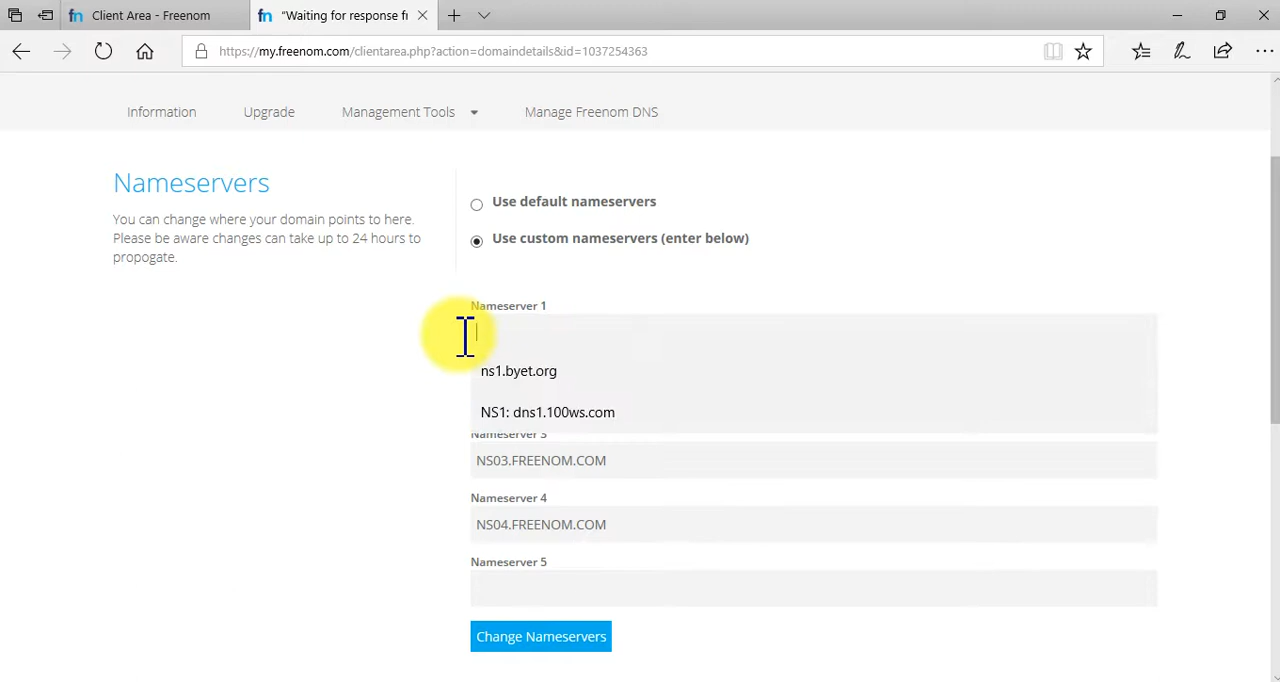 Client Area - Freenom
"Waiting for response fr
https://my.freenom.com/clientarea.php?action=domaindetails&id=1037254363
Information
Upgrade
Management Tools
Manage Freenom DNS
Nameservers
You can change where your domain points to here.
Please be aware changes can take up to 24 hours to
propogate.
Use default nameservers
Use custom nameservers (enter below)
Nameserver 1
ns1.byet.org
NS1: dns1.100ws.com
Nameserver 3
NS03.FREENOM.COM
Nameserver 4
NS04.FREENOM.COM
Nameserver 5
Change Nameservers